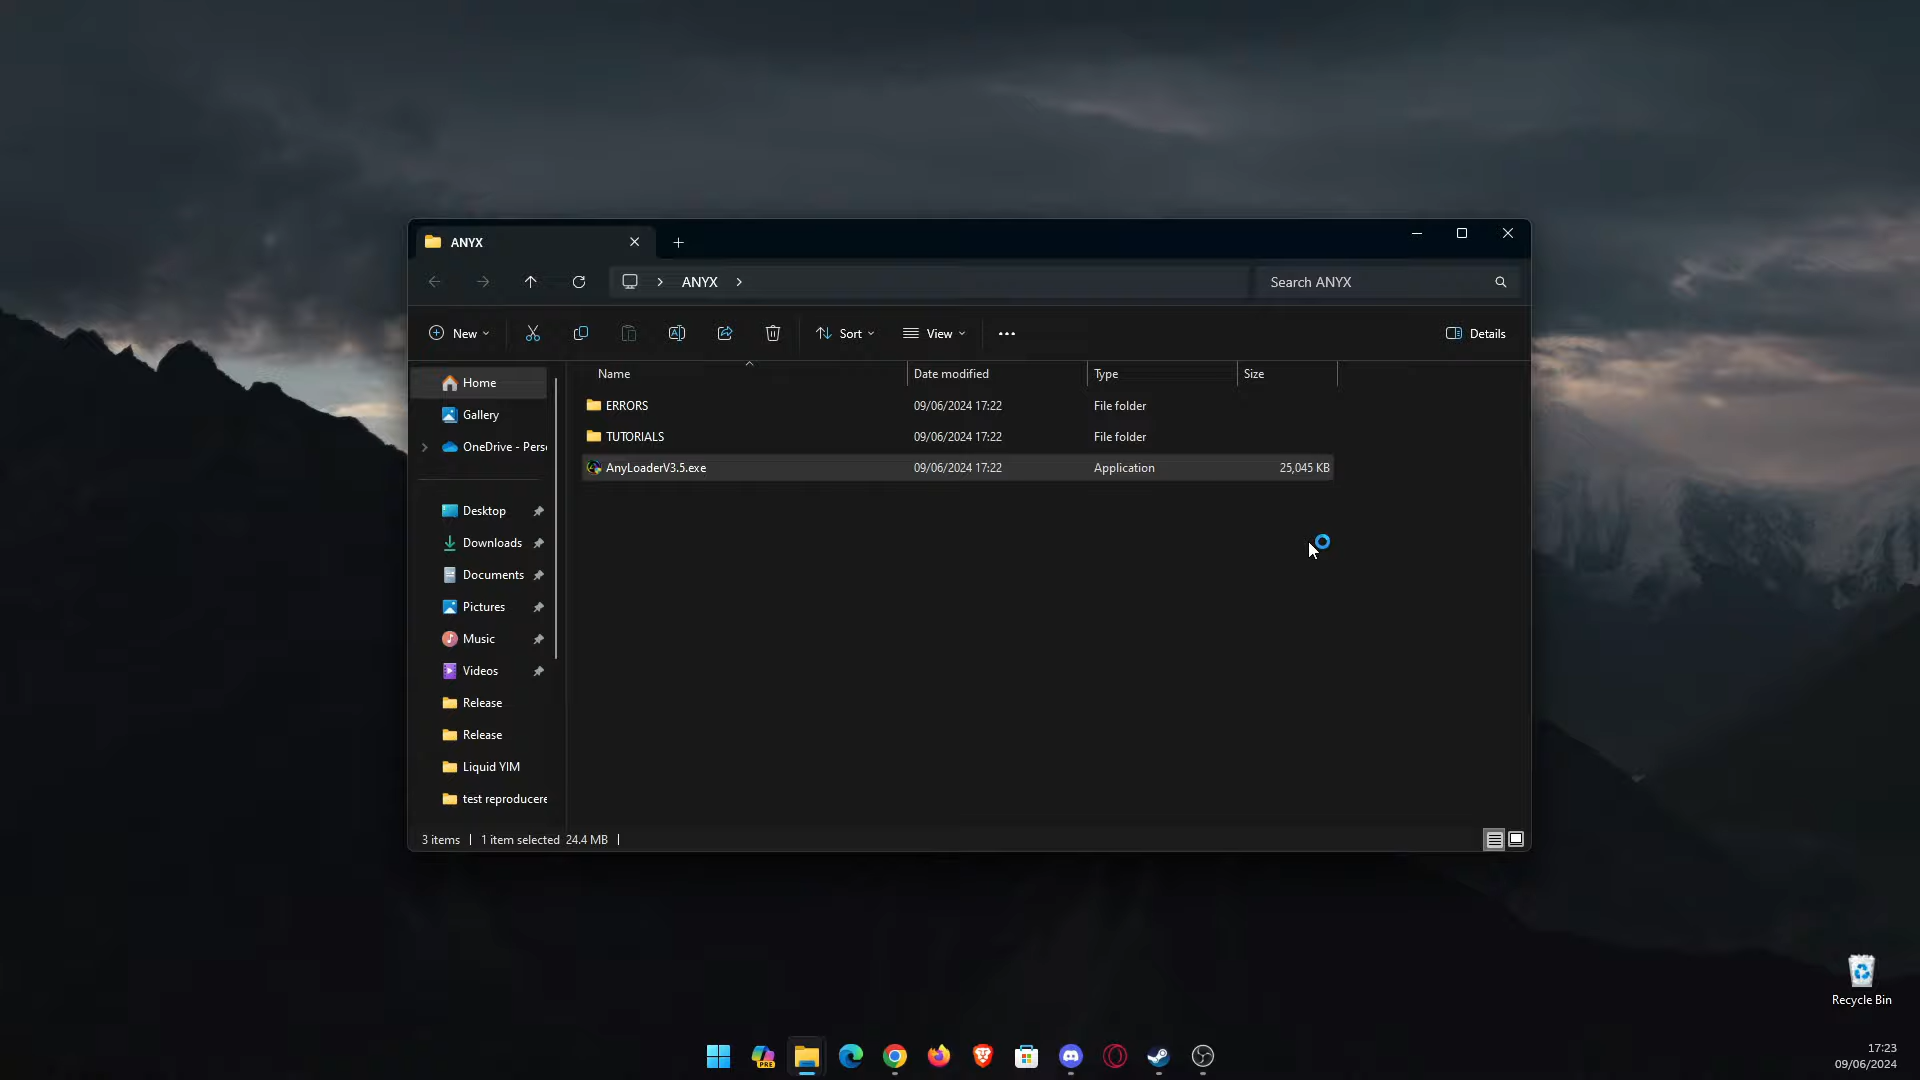 ANYX
ANYX
Search ANYX
New
Sort
View
Details
Home
Gallery
OneDrive - Pers
Desktop
Downloads
Documents
Pictures
Music
Videos
Release
Release
Liquid YIM
test reproducere
Name Date modified Type Size
ERRORS 09/06/2024 17:22 File folder
TUTORIALS 09/06/2024 17:22 File folder
AnyLoaderV3.5.exe 09/06/2024 17:22 Application 25,045 KB
3 items 1 item selected 24.4 MB
Recycle Bin
PRE
17:23
09/06/2024